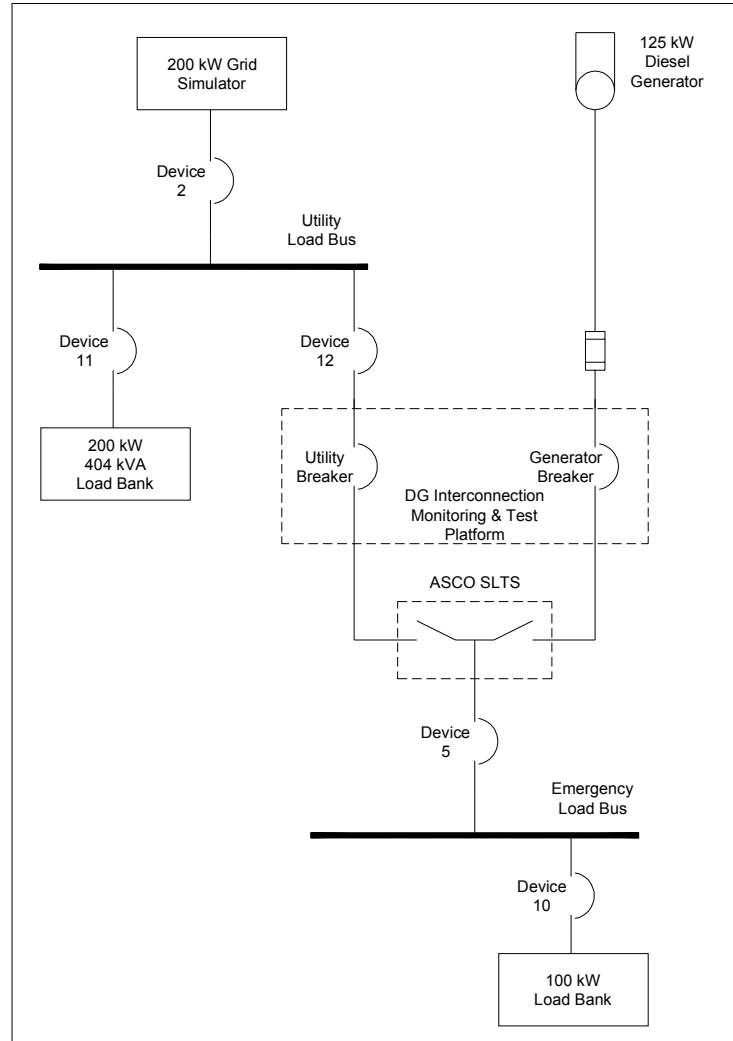 200 kW Grid
Simulator
125 kW
Diesel
Generator
Device
2
Utility
Load Bus
Device
11
Device
12
200 kW
404 kVA
Load Bank
Utility
Breaker
Generator
Breaker
DG Interconnection
Monitoring & Test
Platform
ASCO SLTS
Device
5
Emergency
Load Bus
Device
10
100 kW
Load Bank